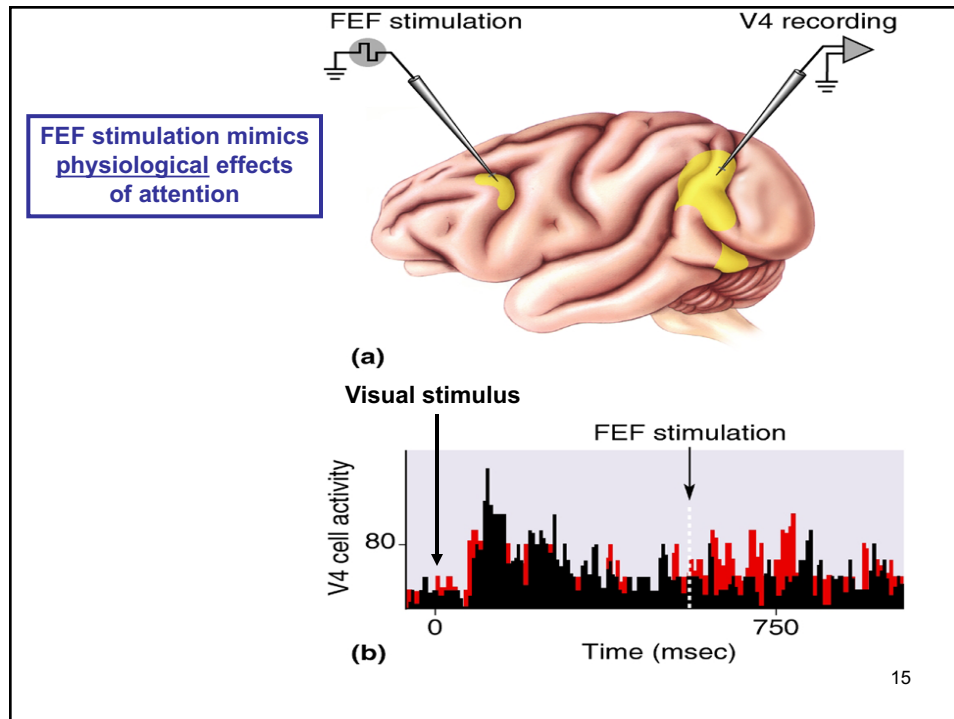 FEF stimulation
V4 recording
FEF stimulation mimics
physiological effects
of attention
(a)
Visual stimulus
FEF stimulation
V4 cell activity
80
0
750
Time (msec)
(b)
15